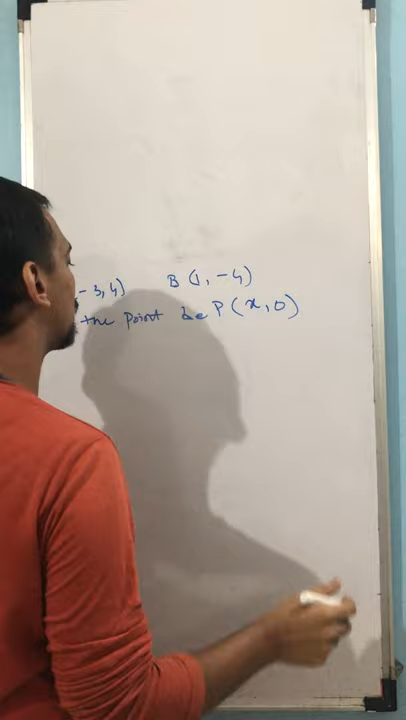 -3,4) B (1,-4)
the Point be P(x,0)